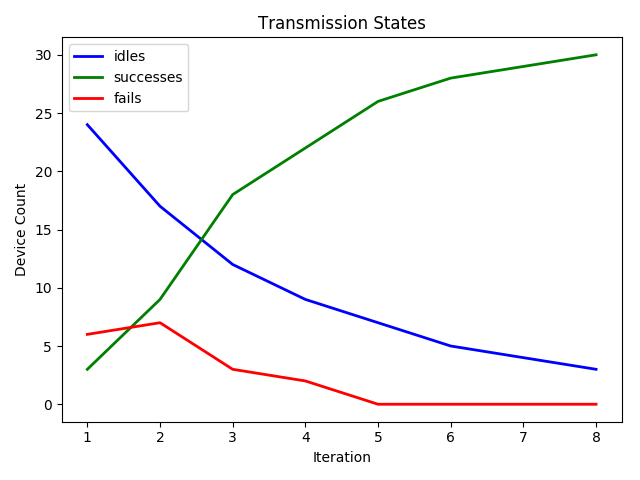 Transmission States
idles
successes
fails
Device Count
30
25
20
15
10
5
0
1 2 3 4 5 6 7 8
Iteration